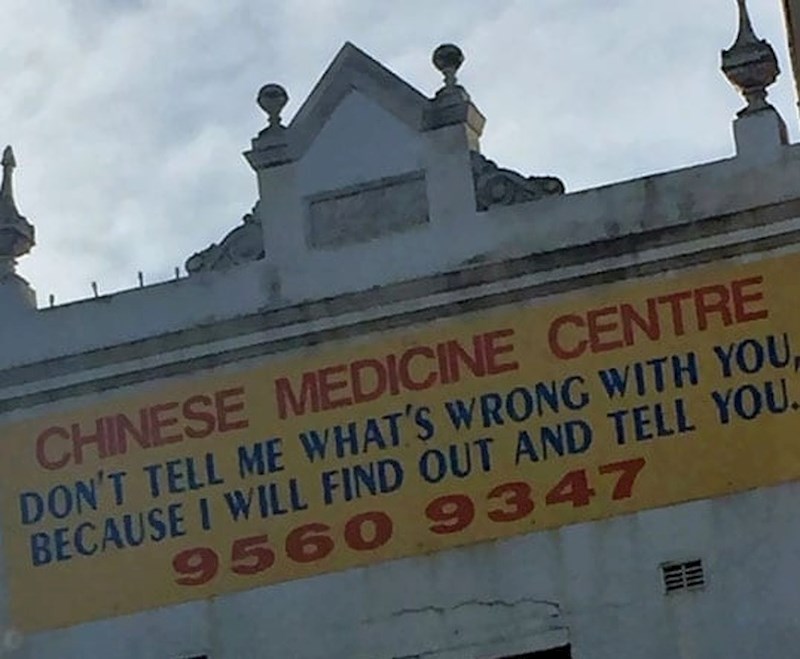 CHINESE MEDICINE CENTRE
DON'T TELL ME WHAT'S WRONG WITH YOU,
BECAUSE I WILL FIND OUT AND TELL YOU.
9560 9347